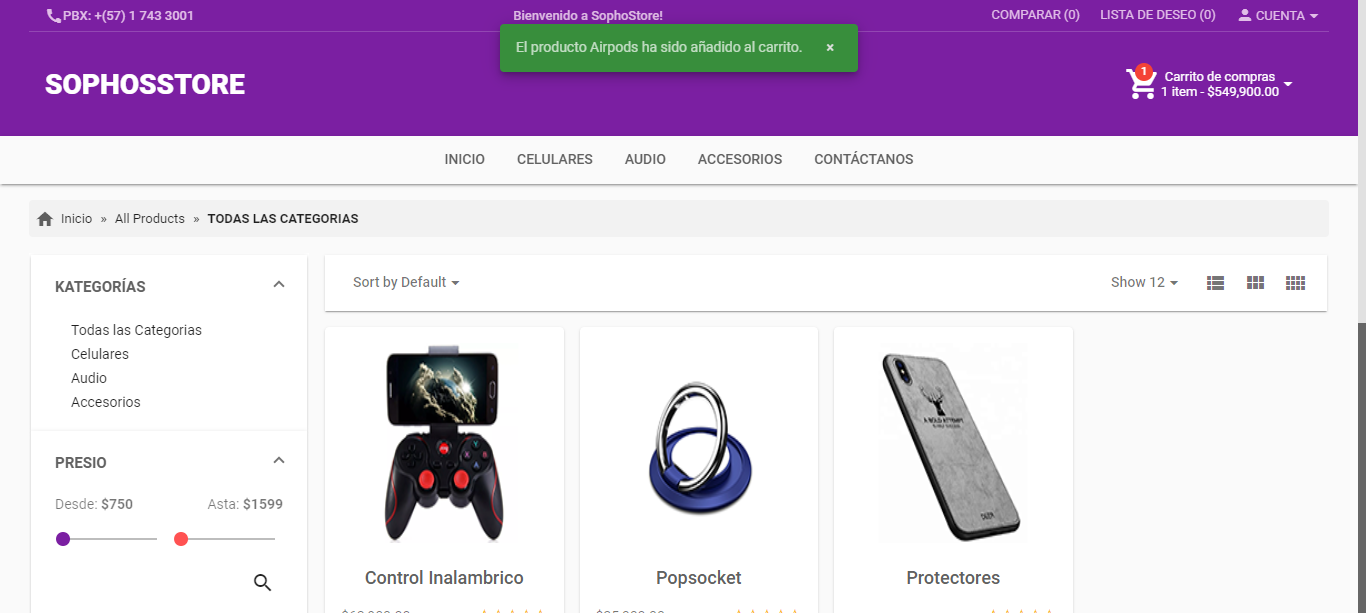 PBX: +(57) 1 743 3001
Bienvenido a SophoStore!
COMPARAR (0)
LISTA DE DESEO (0)
CUENTA
El producto Airpods ha sido añadido al carrito. ×
SOPHOSSTORE
1
Carrito de compras
1 item - $549,900.00
INICIO CELULARES AUDIO ACCESORIOS CONTÁCTANOS
Inicio » All Products » TODAS LAS CATEGORIAS
KATEGORÍAS
Todas las Categorias
Celulares
Audio
Accesorios
PRESIO
Desde: $750 Asta: $1599
Sort by Default
Show 12
Control Inalambrico
Popsocket
A BOLD ATTEMPT
Protectores